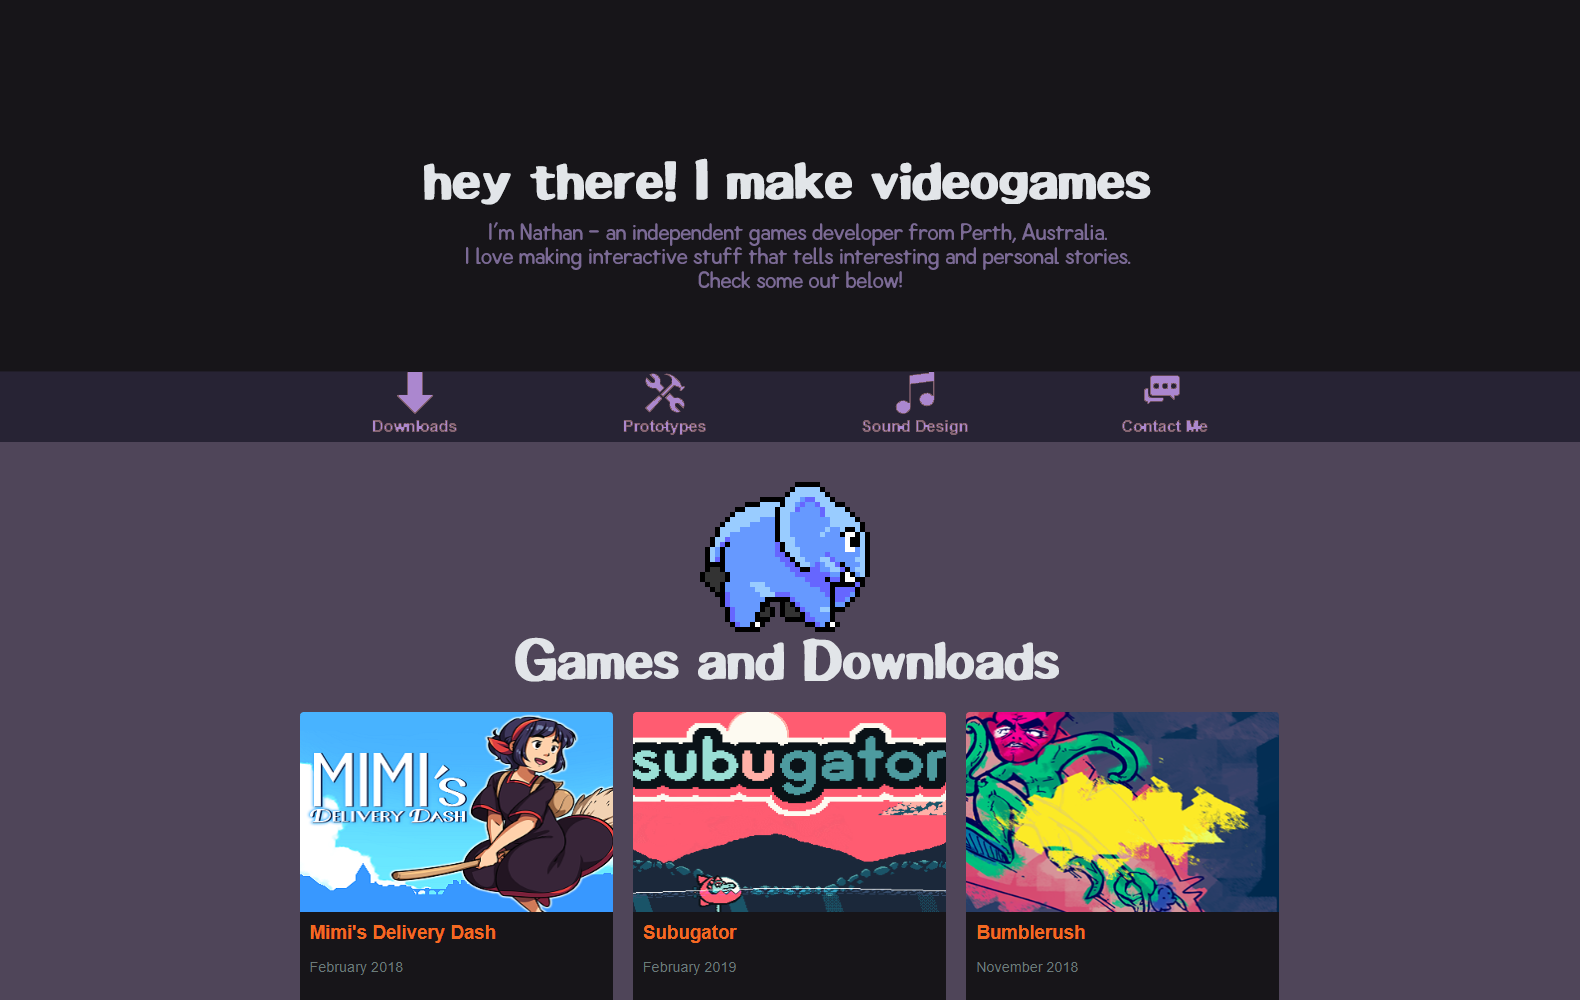 hey there! I make videogames
I'm Nathan - an independent games developer from Perth, Australia.
I love making interactive stuff that tells interesting and personal stories.
Check some out below!
Downloads
Prototypes
Sound Design
Contact Me
Games and Downloads
MIMI's
DELIVERY DASH
subugator
Mimi's Delivery Dash
Subugator
Bumblerush
February 2018
February 2019
November 2018